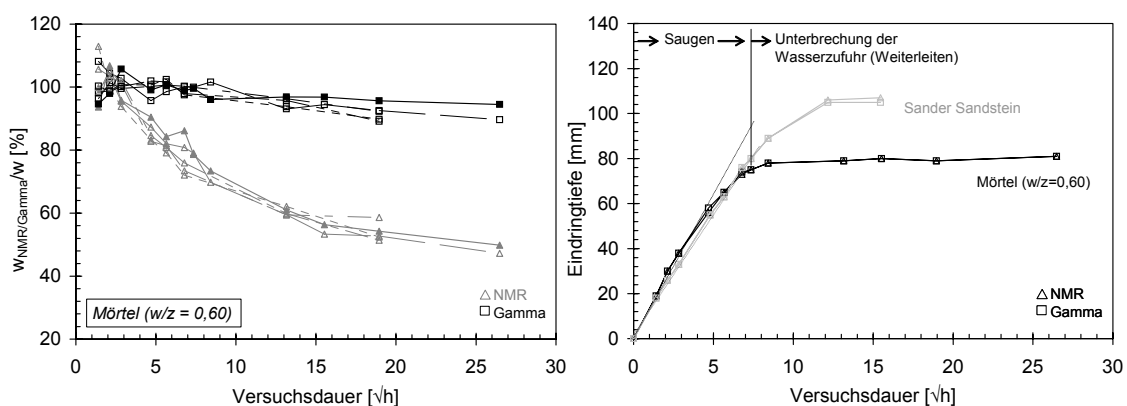 120
100
80
60
40
20
0 5 10 15 20 25 30
wNMR/Gamma/w [%]
Versuchsdauer [√h]
Mörtel (w/z = 0,60)
NMR
Gamma
140
120
100
80
60
40
20
0
0 5 10 15 20 25 30
Eindringtiefe [mm]
Versuchsdauer [√h]
Saugen
Unterbrechung der
Wasserzufuhr (Weiterleiten)
Sander Sandstein
Mörtel (w/z=0,60)
NMR
Gamma